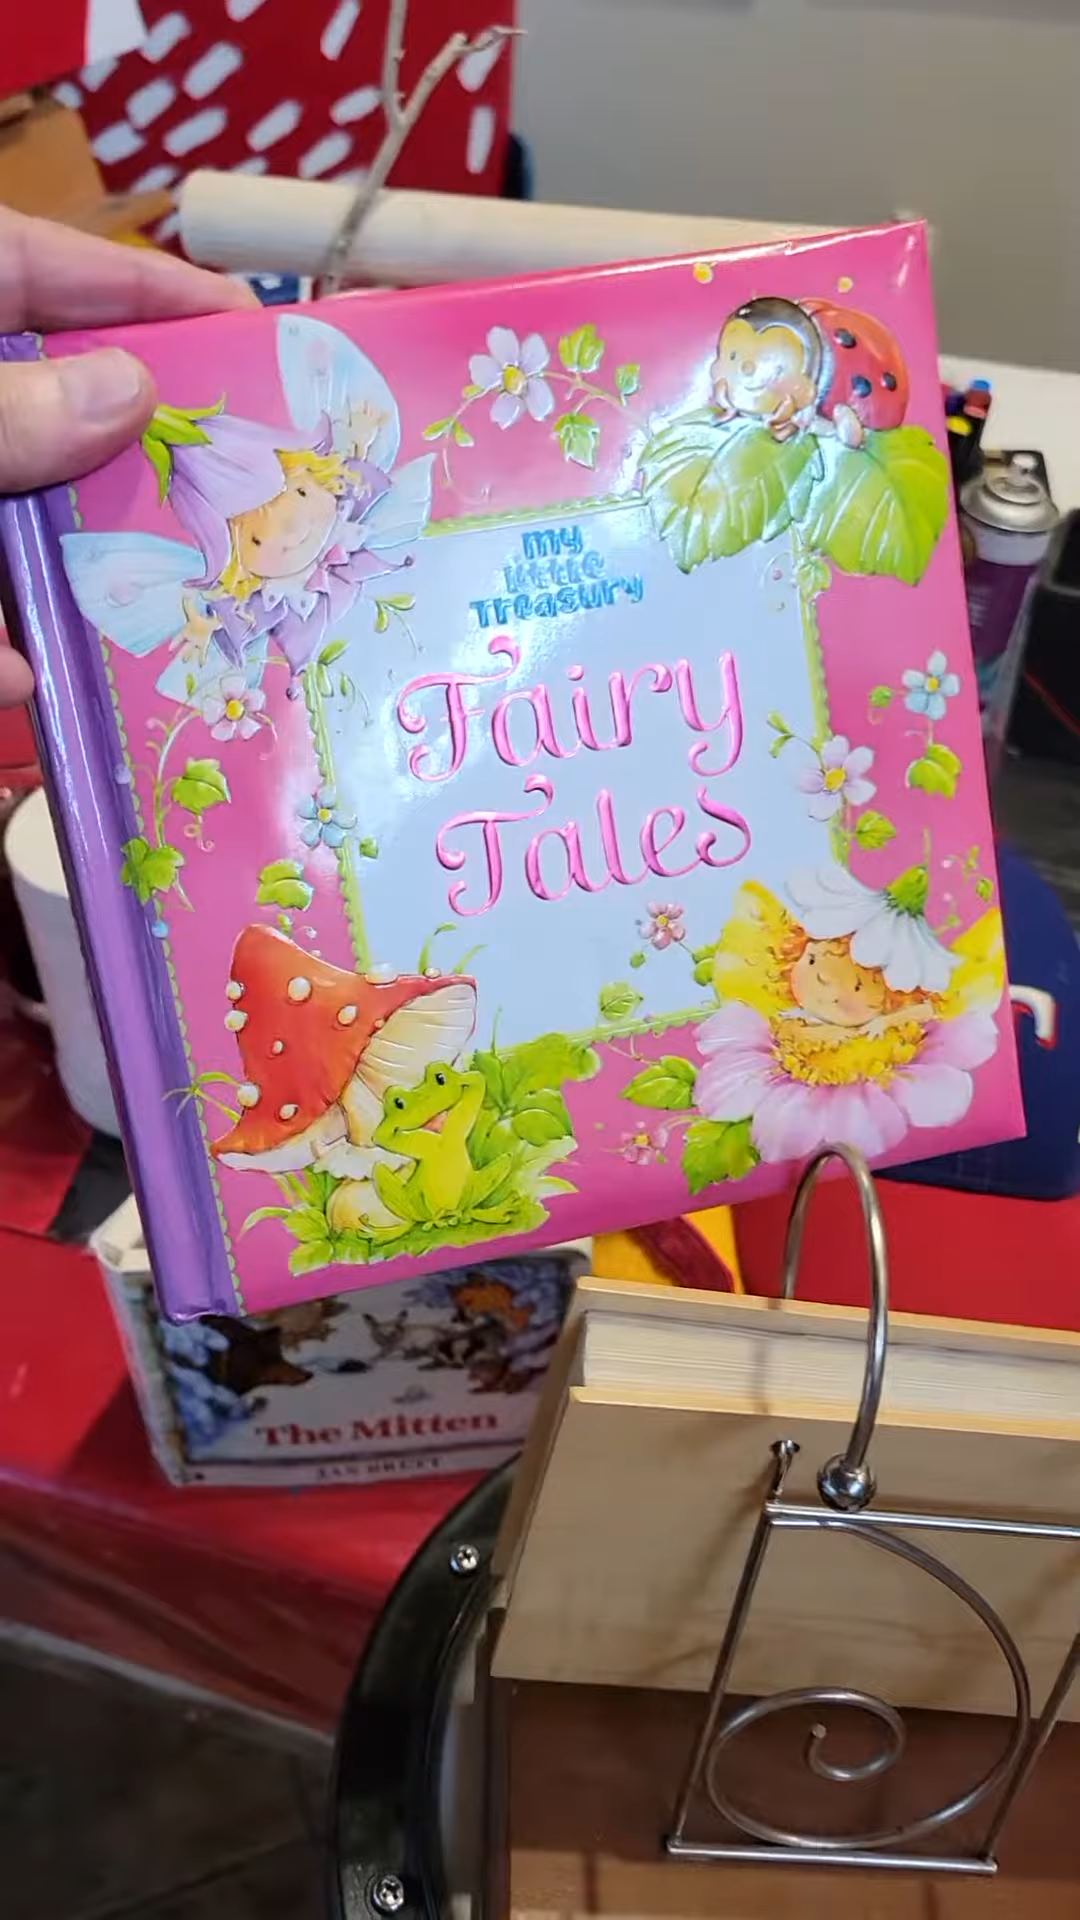 my
little
Treasury
Fairy
Tales
The Mitten
JAN BRETT